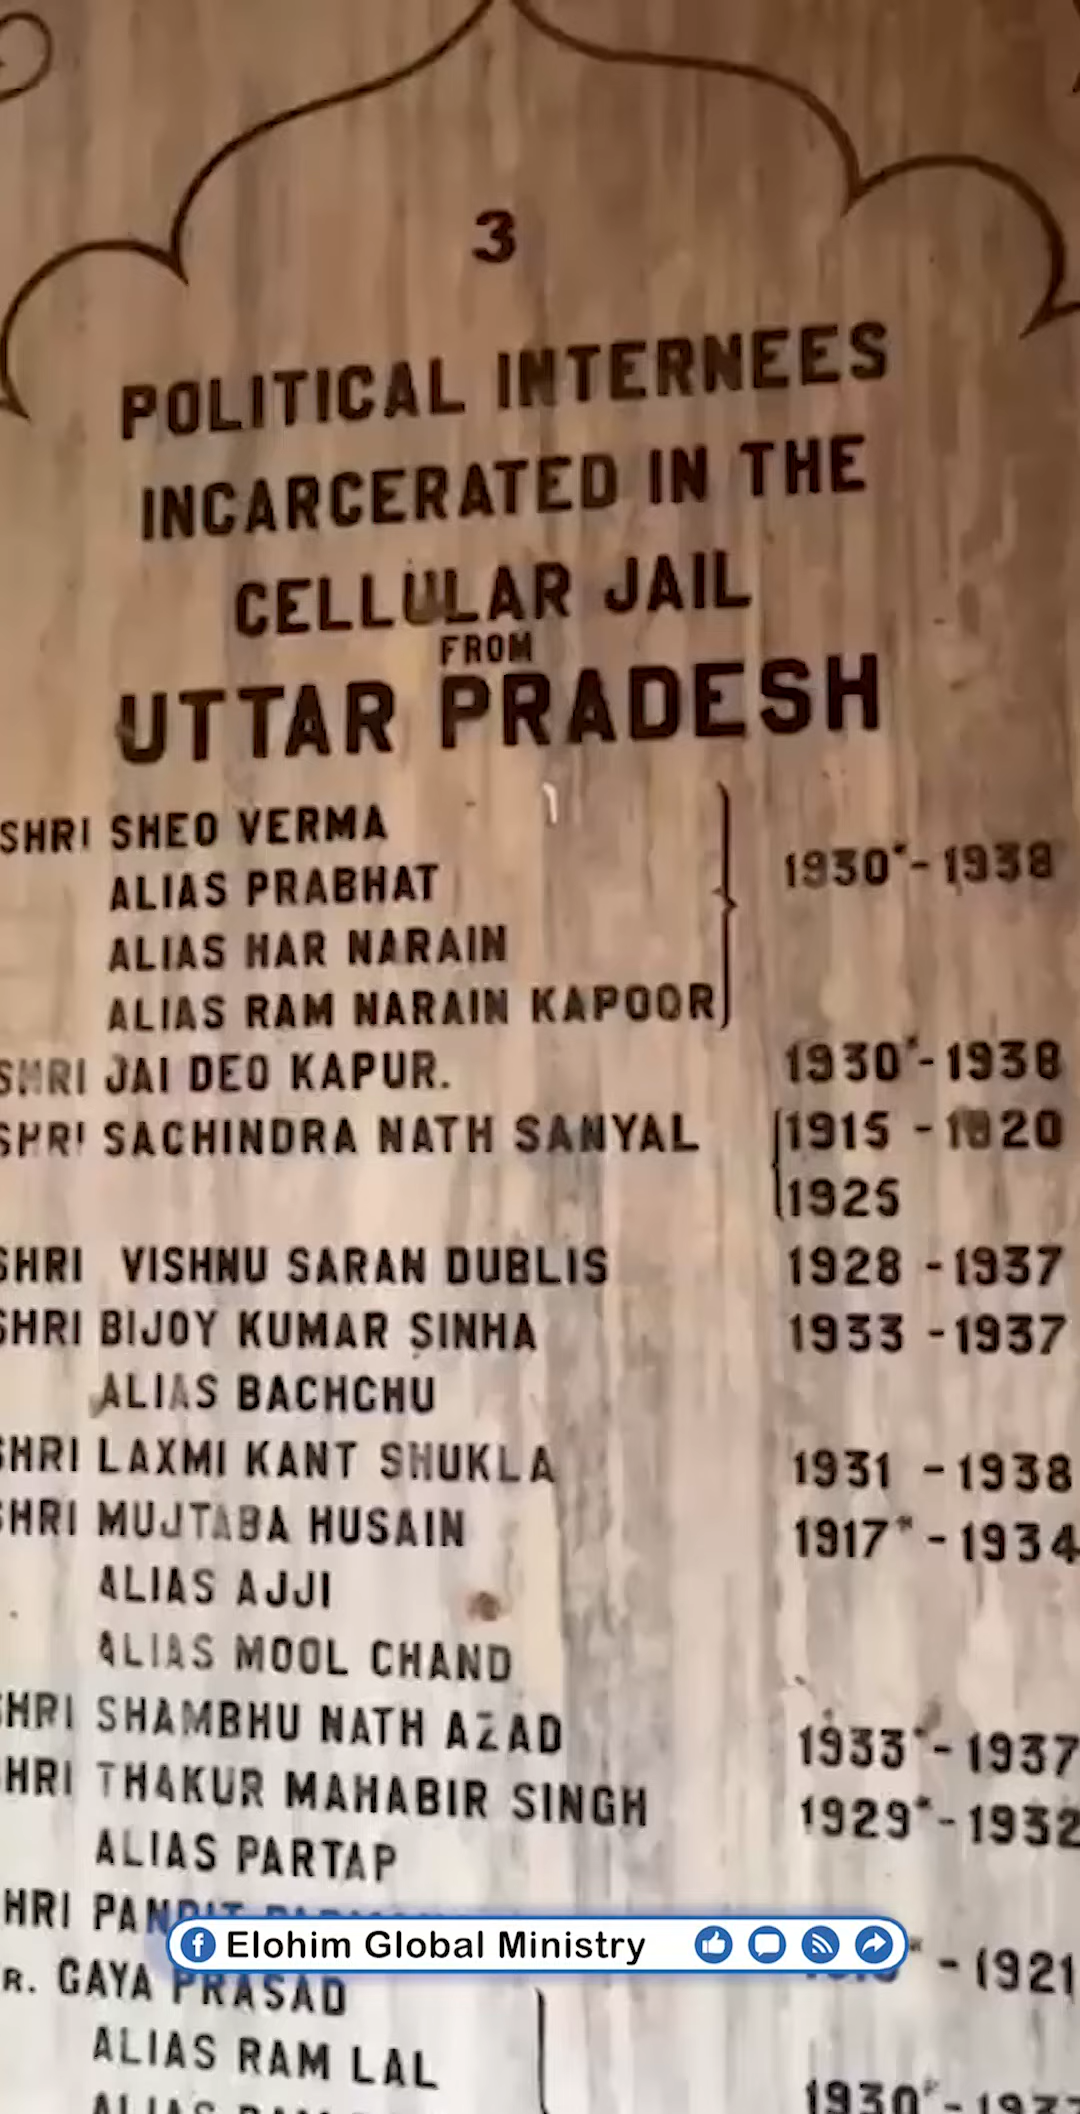 3
POLITICAL INTERNEES
INCARCERATED IN THE
CELLULAR JAIL
FROM
UTTAR PRADESH
SHRI SHEO VERMA
ALIAS PRABHAT
1930*-1938
ALIAS HAR NARAIN
ALIAS RAM NARAIN KAPOOR
SHRI JAI DEO KAPUR. 1930*-1938
SHRI SACHINDRA NATH SANYAL 1915 -1920
1925
SHRI VISHNU SARAN DUBLIS 1928 -1937
SHRI BIJOY KUMAR SINHA 1933 -1937
ALIAS BACHCHU
SHRI LAXMI KANT SHUKLA 1931 -1938
SHRI MUJTABA HUSAIN 1917*-1934
ALIAS AJJI
ALIAS MOOL CHAND
SHRI SHAMBHU NATH AZAD 1933*-1937
SHRI THAKUR MAHABIR SINGH 1929*-1932
ALIAS PARTAP
HRI -1921
Elohim Global Ministry
R. GAYA PRASAD
ALIAS RAM LAL
1930*-
ALIAS